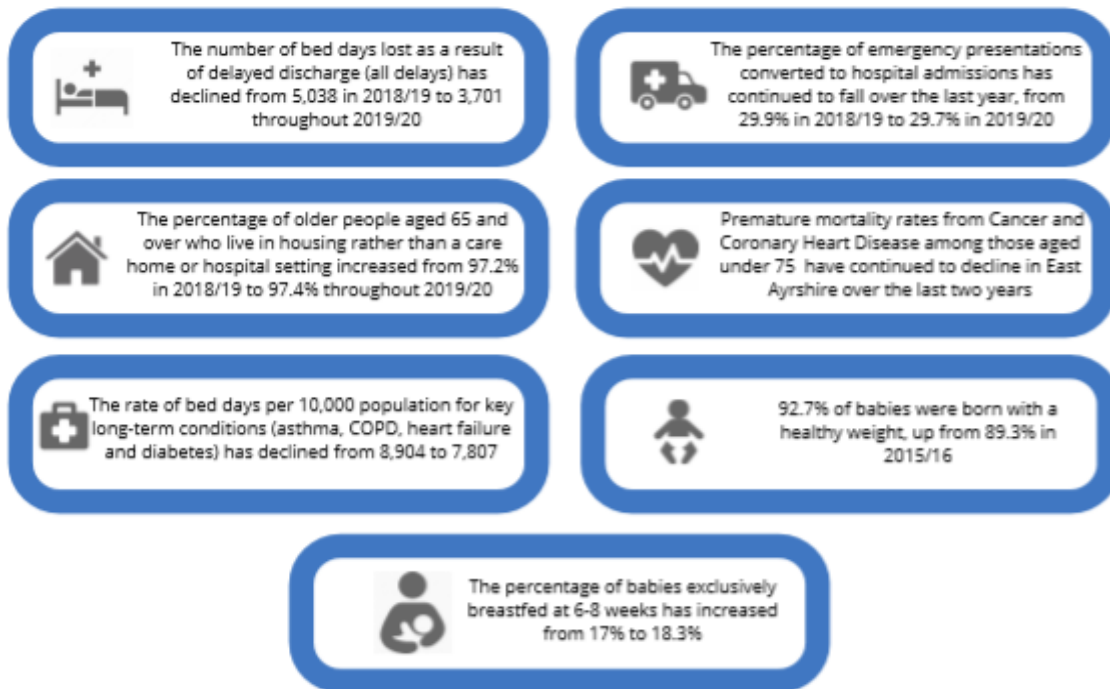 The number of bed days lost as a result
of delayed discharge (all delays) has
declined from 5,038 in 2018/19 to 3,701
throughout 2019/20
The percentage of emergency presentations
converted to hospital admissions has
continued to fall over the last year, from
29.9% in 2018/19 to 29.7% in 2019/20
The percentage of older people aged 65 and
over who live in housing rather than a care
home or hospital setting increased from 97.2%
in 2018/19 to 97.4% throughout 2019/20
Premature mortality rates from Cancer and
Coronary Heart Disease among those aged
under 75 have continued to decline in East
Ayrshire over the last two years
The rate of bed days per 10,000 population for key
long-term conditions (asthma, COPD, heart failure
and diabetes) has declined from 8,904 to 7,807
92.7% of babies were born with a
healthy weight, up from 89.3% in
2015/16
The percentage of babies exclusively
breastfed at 6-8 weeks has increased
from 17% to 18.3%